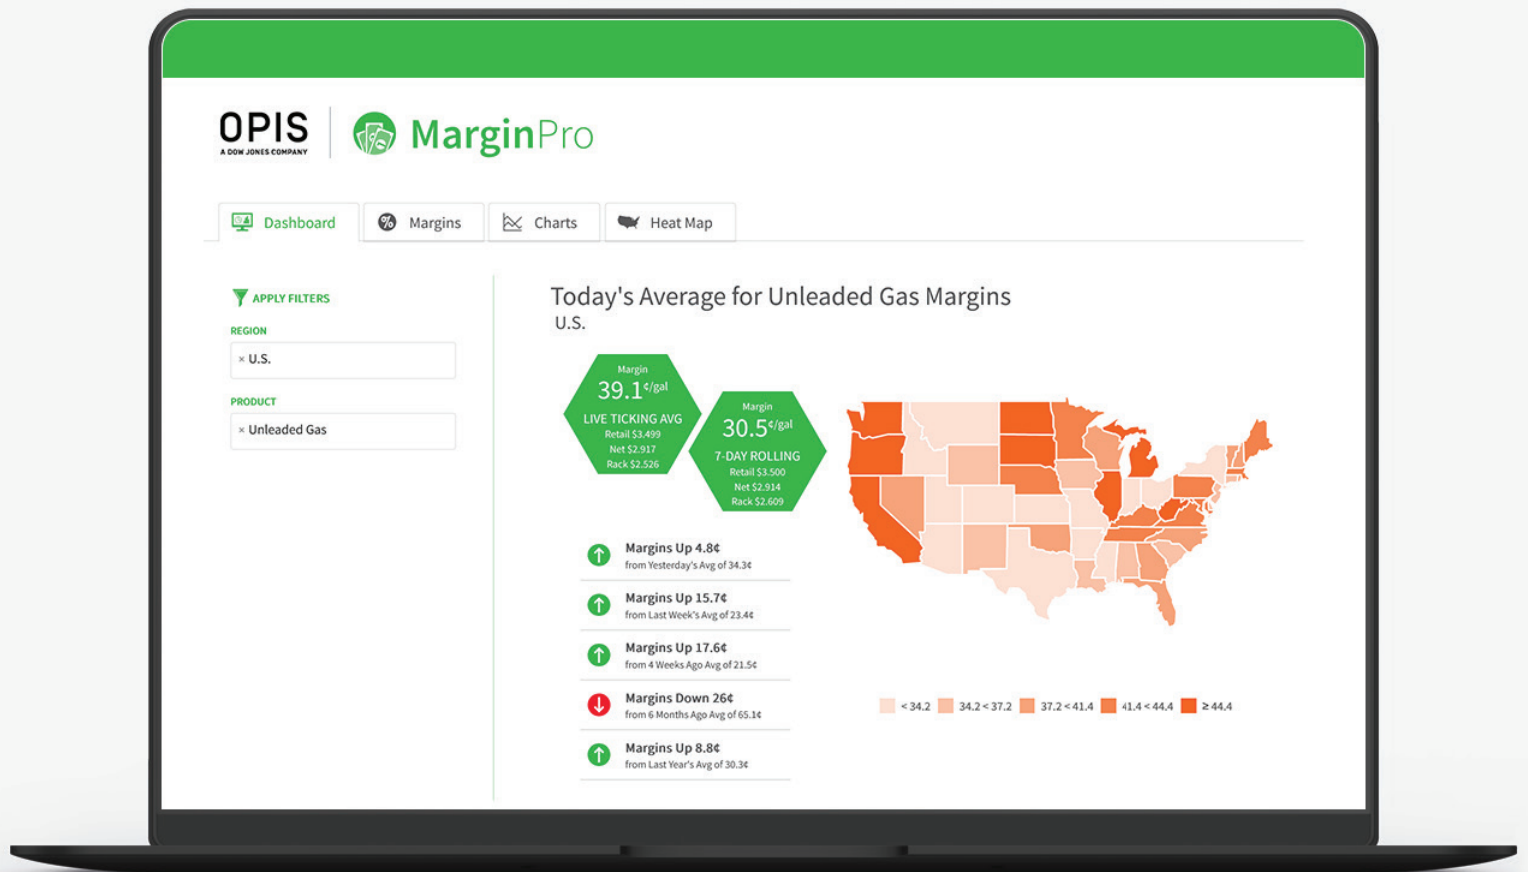 OPIS
A DOW JONES COMPANY
MarginPro
Dashboard
Margins
Charts
Heat Map
APPLY FILTERS
REGION
× U.S.
PRODUCT
× Unleaded Gas
Today's Average for Unleaded Gas Margins
U.S.
Margin
39.1¢/gal
LIVE TICKING AVG
Retail $3.499
Net $2.917
Rack $2.526
Margin
30.5¢/gal
7-DAY ROLLING
Retail $3.500
Net $2.914
Rack $2.609
Margins Up 4.8¢
from Yesterday's Avg of 34.3¢
Margins Up 15.7¢
from Last Week's Avg of 23.4¢
Margins Up 17.6¢
from 4 Weeks Ago Avg of 21.5¢
Margins Down 26¢
from 6 Months Ago Avg of 65.1¢
Margins Up 8.8¢
from Last Year's Avg of 30.3¢
< 34.2
34.2 < 37.2
37.2 < 41.4
41.4 < 44.4
≥ 44.4